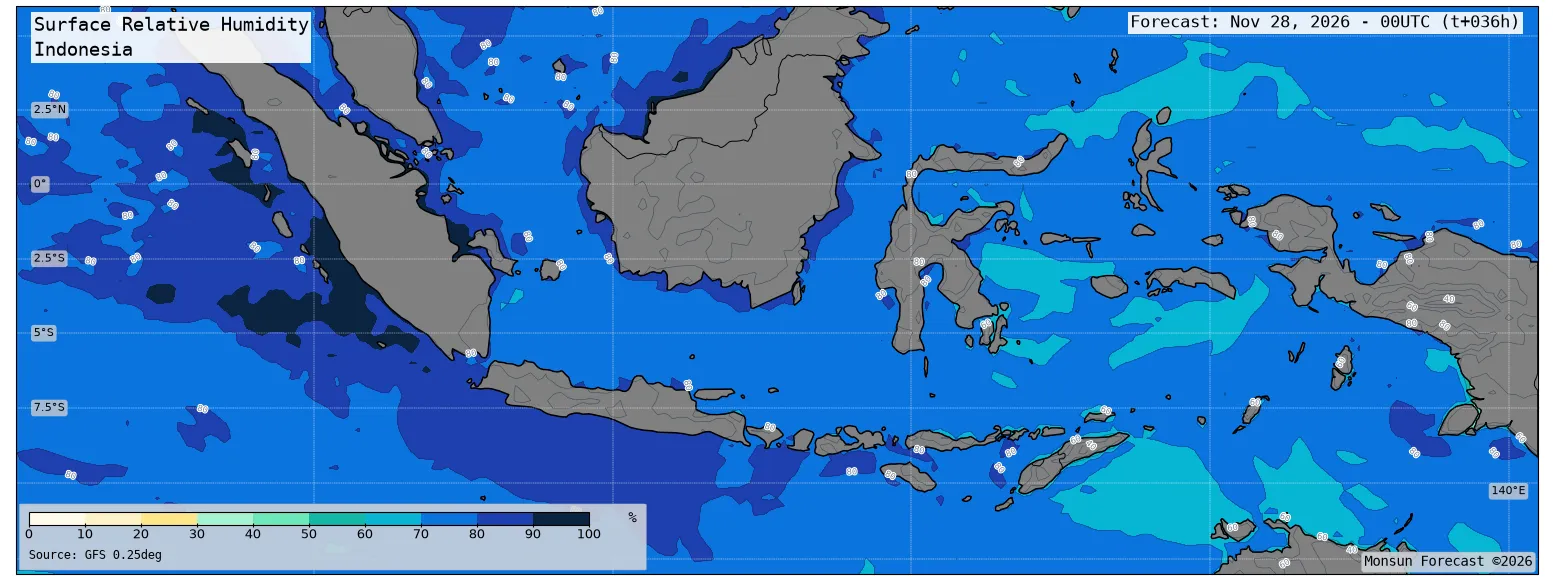 Surface Relative Humidity
Indonesia
Forecast: Nov 28, 2026 - 00UTC (t+036h)
2.5°N
0°
2.5°S
5°S
7.5°S
140°E
%
0 10 20 30 40 50 60 70 80 90 100
Source: GFS 0.25deg
Monsun Forecast ©2026